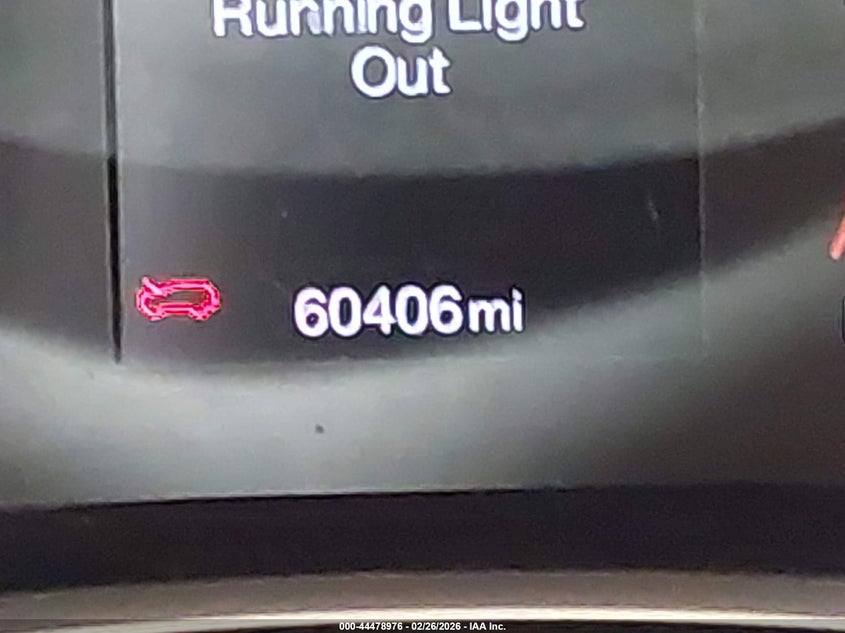 Running Light
Out
60406mi
000-44478976 - 02/26/2026 - IAA Inc.